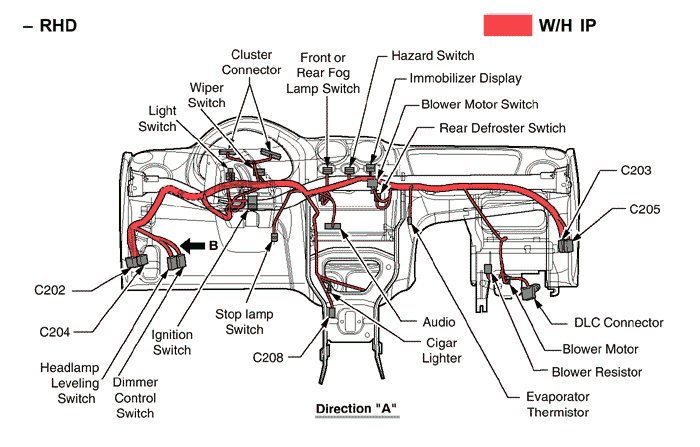 – RHD
W/H IP
Cluster
Connector
Front or
Rear Fog
Lamp Switch
Hazard Switch
Immobilizer Display
Wiper
Switch
Blower Motor Switch
Light
Switch
Rear Defroster Swtich
C203
C205
B
C202
C204
Stop lamp
Switch
Ignition
Switch
C208
Audio
Cigar
Lighter
DLC Connector
Blower Motor
Blower Resistor
Headlamp
Leveling
Switch
Dimmer
Control
Switch
Evaporator
Thermistor
Direction "A"